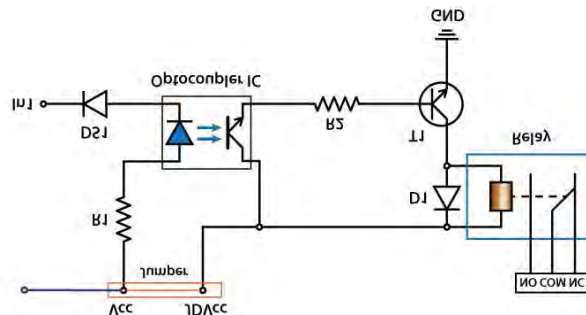 GND
Optocoupler IC
In1
DS1
R2
T1
Relay
R1
D1
Jumper
NO COM NC
Vcc
JDVcc